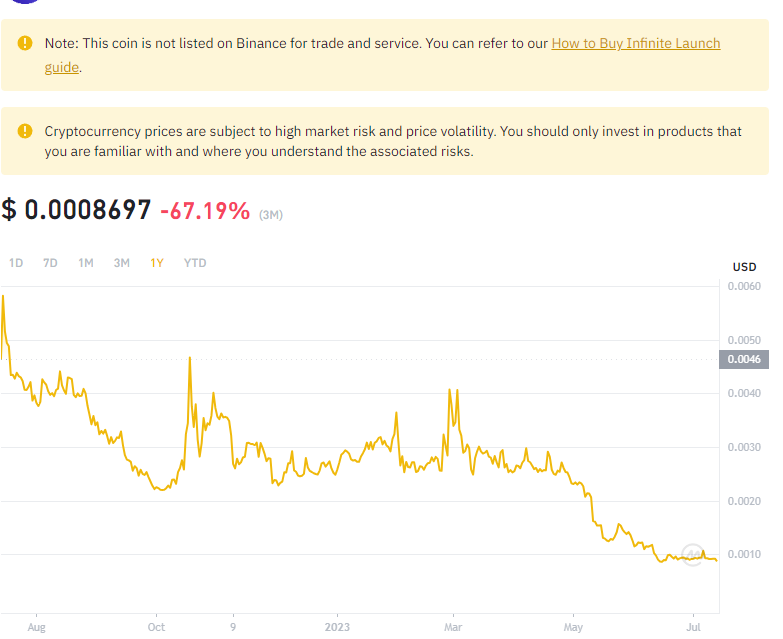 Note: This coin is not listed on Binance for trade and service. You can refer to our How to Buy Infinite Launch
guide.
Cryptocurrency prices are subject to high market risk and price volatility. You should only invest in products that
you are familiar with and where you understand the associated risks.
$ 0.0008697 -67.19% (3M)
1D 7D 1M 3M 1Y YTD
USD
0.0060
0.0050
0.0046
0.0040
0.0030
0.0020
0.0010
Aug Oct 9 2023 Mar May Jul